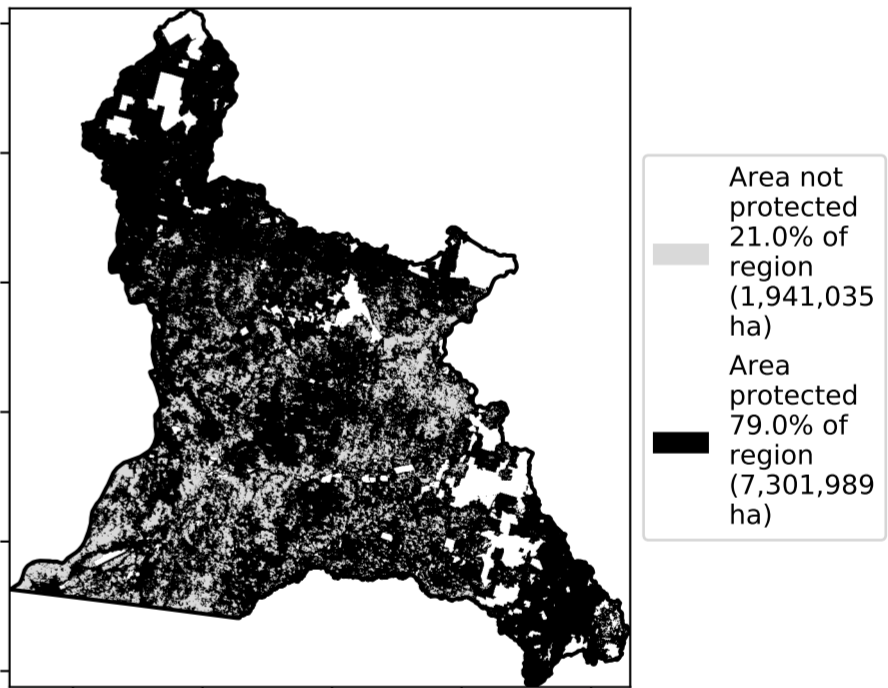 Area not
protected
21.0% of
region
(1,941,035
ha)
Area
protected
79.0% of
region
(7,301,989
ha)